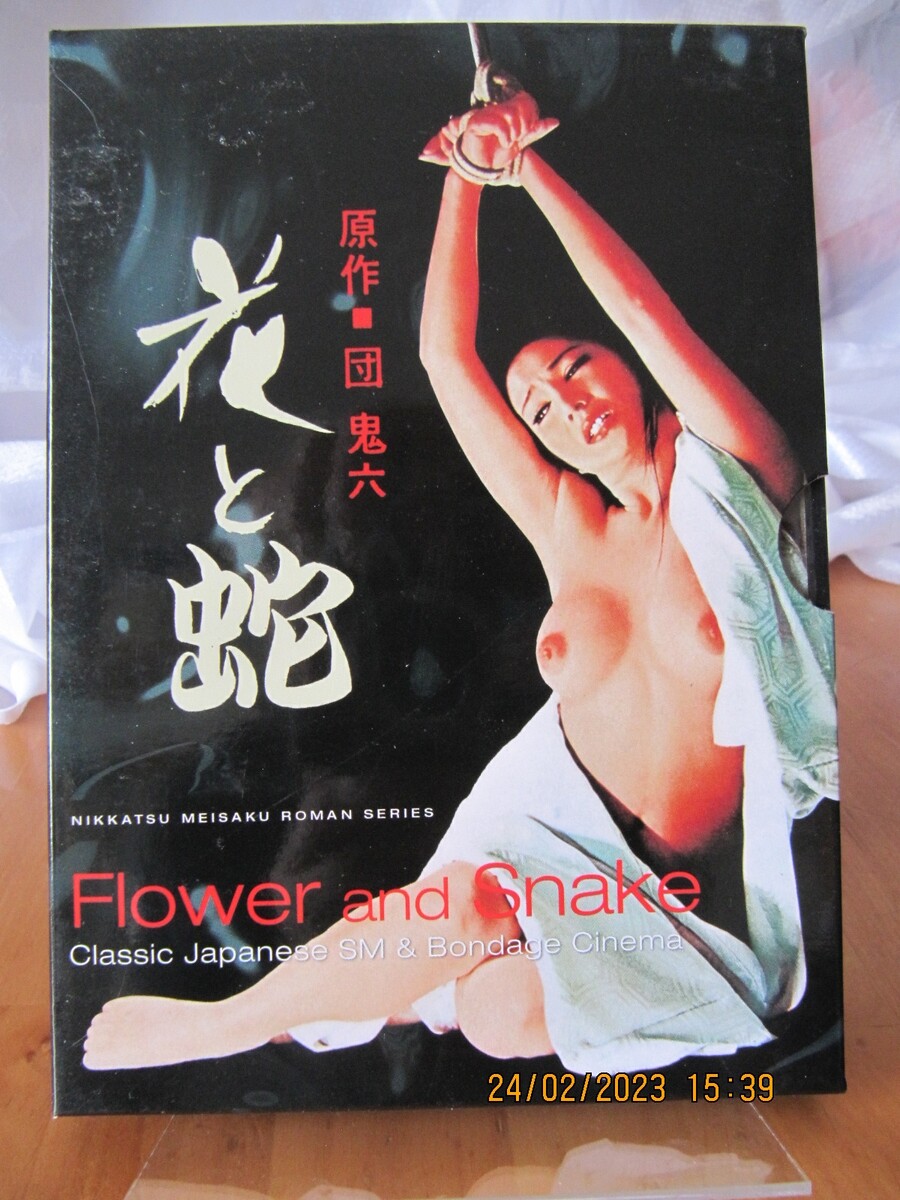 原作■団 鬼六
花と蛇
NIKKATSU MEISAKU ROMAN SERIES
Flower and Snake
Classic Japanese SM & Bondage Cinema
24/02/2023 15:39